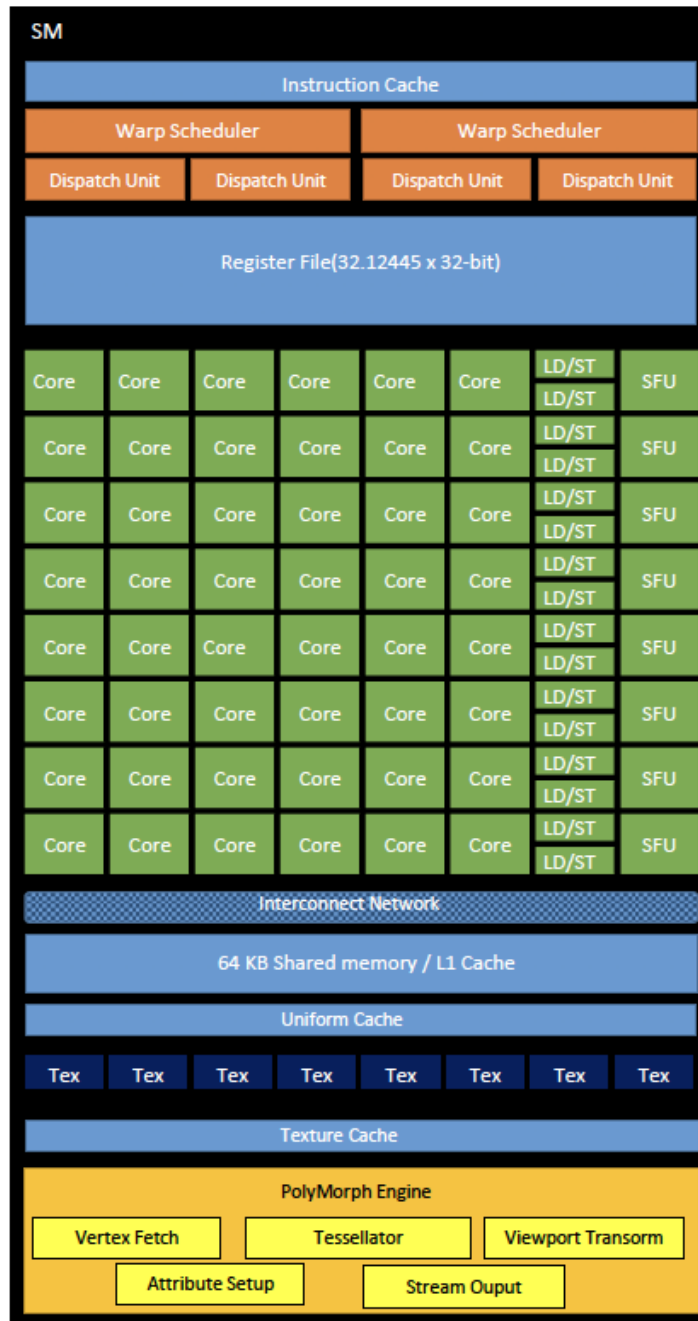 SM
Instruction Cache
Warp Scheduler Warp Scheduler
Dispatch Unit Dispatch Unit Dispatch Unit Dispatch Unit
Register File(32.12445 x 32-bit)
Core Core Core Core Core Core LD/ST SFU
LD/ST
Core Core Core Core Core Core LD/ST SFU
LD/ST
Core Core Core Core Core Core LD/ST SFU
LD/ST
Core Core Core Core Core Core LD/ST SFU
LD/ST
Core Core Core Core Core Core LD/ST SFU
LD/ST
Core Core Core Core Core Core LD/ST SFU
LD/ST
Core Core Core Core Core Core LD/ST SFU
LD/ST
Core Core Core Core Core Core LD/ST SFU
LD/ST
Interconnect Network
64 KB Shared memory / L1 Cache
Uniform Cache
Tex Tex Tex Tex Tex Tex Tex Tex
Texture Cache
PolyMorph Engine
Vertex Fetch Tessellator Viewport Transorm
Attribute Setup Stream Ouput